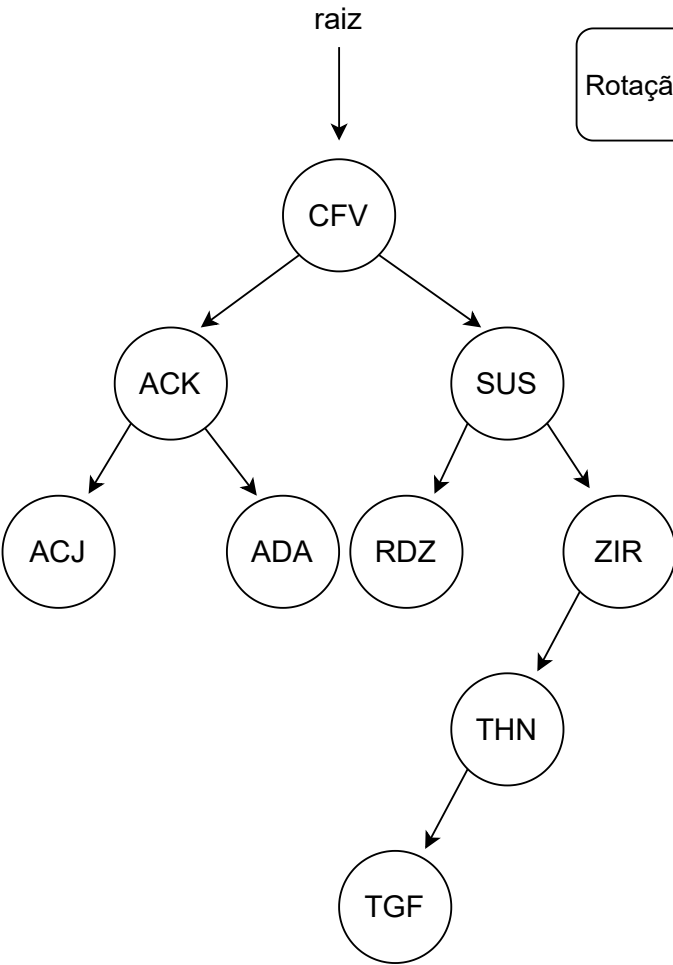 raiz
Rotaçã
CFV
ACK
SUS
ACJ
ADA
RDZ
ZIR
THN
TGF